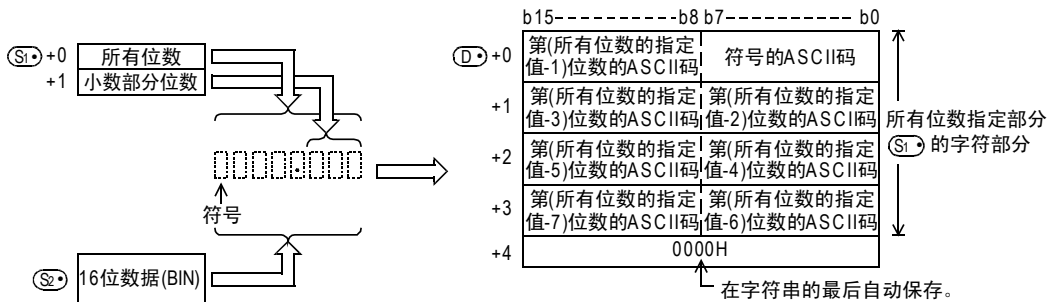 S1• +0 所有位数
+1 小数部分位数
符号
S2• 16位数据(BIN)
b15 b8 b7 b0
D• +0 第(所有位数的指定值-1)位数的ASCII码 符号的ASCII码
+1 第(所有位数的指定值-3)位数的ASCII码 第(所有位数的指定值-2)位数的ASCII码
+2 第(所有位数的指定值-5)位数的ASCII码 第(所有位数的指定值-4)位数的ASCII码
+3 第(所有位数的指定值-7)位数的ASCII码 第(所有位数的指定值-6)位数的ASCII码
+4 0000H
所有位数指定部分
S1• 的字符部分
在字符串的最后自动保存。